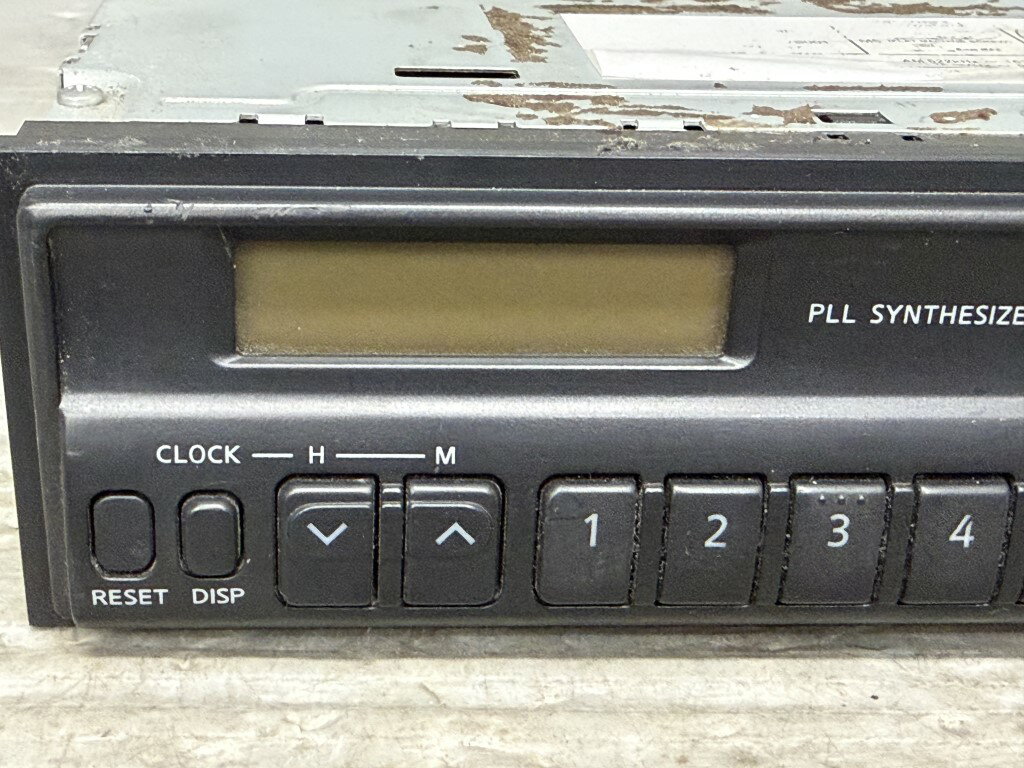 PLL SYNTHESIZE
CLOCK — H — M
1 2 3 4
RESET DISP